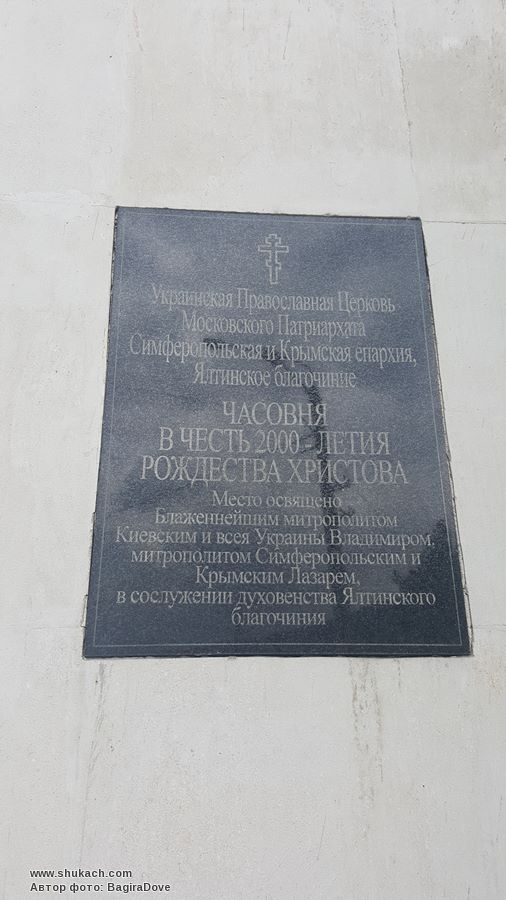 Украинская Православная Церковь
Московского Патриархата
Симферопольская и Крымская епархия,
Ялтинское благочиние
ЧАСОВНЯ
В ЧЕСТЬ 2000 - ЛЕТИЯ
РОЖДЕСТВА ХРИСТОВА
Место освящено
Блаженнейшим митрополитом
Киевским и всея Украины Владимиром,
митрополитом Симферопольским и
Крымским Лазарем,
в сослужении духовенства Ялтинского
благочиния
www.shukach.com
Автор фото: BagiraDove